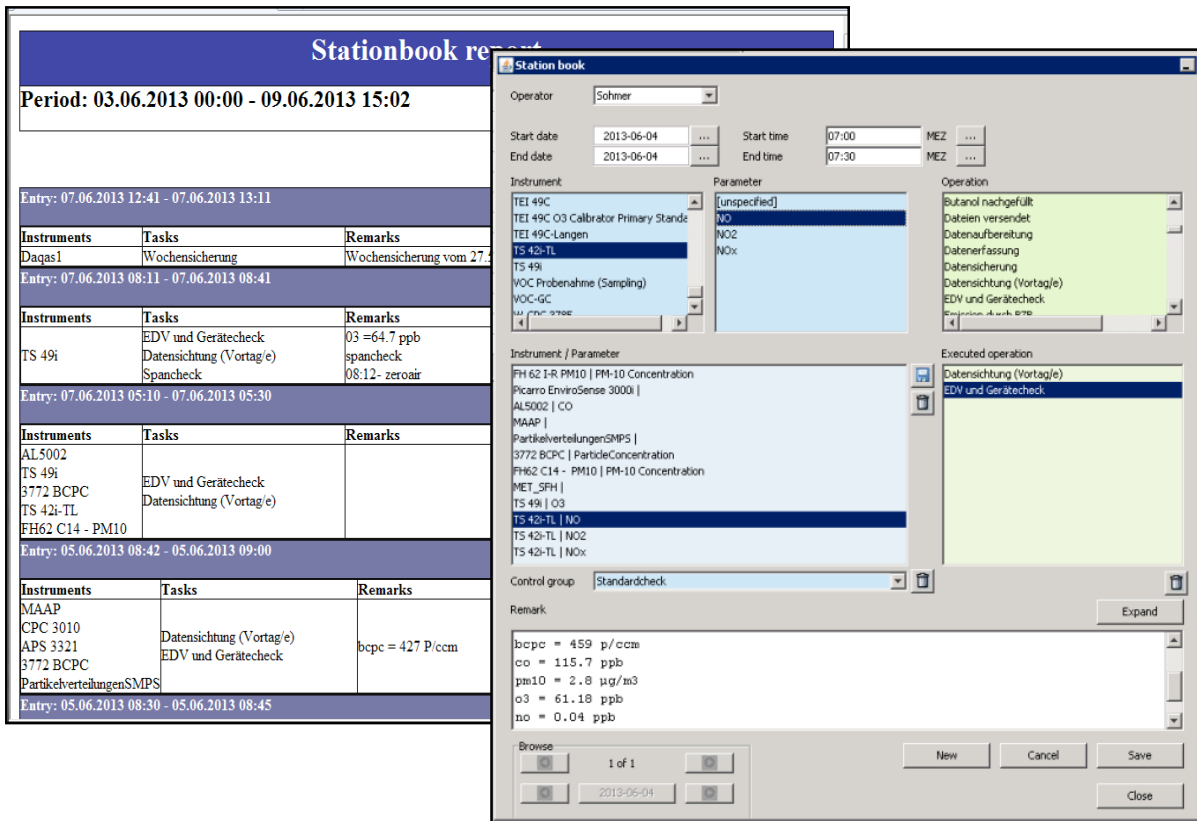 Stationbook report
Period: 03.06.2013 00:00 - 09.06.2013 15:02
Entry: 07.06.2013 12:41 - 07.06.2013 13:11
Instruments Tasks Remarks
Daqas1 Wochensicherung Wochensicherung vom 27.
Entry: 07.06.2013 08:11 - 07.06.2013 08:41
Instruments Tasks Remarks
EDV und Gerätecheck 03 =64.7 ppb
TS 49i Datensichtung (Vortag/e) spancheck
Spancheck 08:12- zeroair
Entry: 07.06.2013 05:10 - 07.06.2013 05:30
Instruments Tasks Remarks
AL5002
TS 49i
3772 BCPC
TS 42i-TL
FH62 C14 - PM10
EDV und Gerätecheck
Datensichtung (Vortag/e)
Entry: 05.06.2013 08:42 - 05.06.2013 09:00
Instruments Tasks Remarks
MAAP
CPC 3010
APS 3321
3772 BCPC
PartikelverteilungenSMPS
Datensichtung (Vortag/e)
EDV und Gerätecheck
bcpc = 427 P/ccm
Entry: 05.06.2013 08:30 - 05.06.2013 08:45
Station book
Operator Sohmer
Start date 2013-06-04 ... Start time 07:00 MEZ ...
End date 2013-06-04 ... End time 07:30 MEZ ...
Instrument
TEI 49C
TEI 49C O3 Calibrator Primary Standa
TEI 49C-Langen
TS 42i-TL
TS 49i
VOC Probenahme (Sampling)
VOC-GC
Parameter
[unspecified]
NO
NO2
NOx
Operation
Butanol nachgefüllt
Dateien versendet
Datenaufbereitung
Datenerfassung
Datensicherung
Datensichtung (Vortag/e)
EDV und Gerätecheck
Instrument / Parameter
FH 62 I-R PM10 | PM-10 Concentration
Picarro EnviroSense 3000i |
AL5002 | CO
MAAP |
PartikelverteilungenSMPS |
3772 BCPC | ParticleConcentration
FH62 C14 - PM10 | PM-10 Concentration
MET_SFH |
TS 49i | O3
TS 42i-TL | NO
TS 42i-TL | NO2
TS 42i-TL | NOx
Executed operation
Datensichtung (Vortag/e)
EDV und Gerätecheck
Control group Standardcheck
Remark Expand
bcpc = 459 p/ccm
co = 115.7 ppb
pm10 = 2.8 µg/m3
o3 = 61.18 ppb
no = 0.04 ppb
Browse
1 of 1
2013-06-04
New Cancel Save
Close